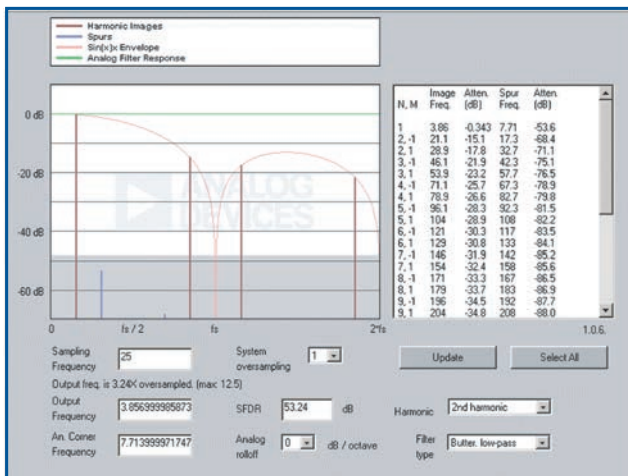 Harmonic Images
Spurs
Sin(x)x Envelope
Analog Filter Response
0 dB
-20 dB
-40 dB
-60 dB
ANALOG
DEVICES
0 fs / 2 fs 2*fs
Image Atten. Spur Atten.
N, M Freq. (dB) Freq. (dB)
1 3.86 -0.343 7.71 -53.6
2, -1 21.1 -15.1 17.3 -68.4
2, 1 28.9 -17.8 32.7 -71.1
3, -1 46.1 -21.9 42.3 -75.1
3, 1 53.9 -23.2 57.7 -76.5
4, -1 71.1 -25.7 67.3 -78.9
4, 1 78.9 -26.6 82.7 -79.8
5, -1 96.1 -28.3 92.3 -81.5
5, 1 104 -28.9 108 -82.2
6, -1 121 -30.3 117 -83.5
6, 1 129 -30.8 133 -84.1
7, -1 146 -31.9 142 -85.2
7, 1 154 -32.4 158 -85.6
8, -1 171 -33.3 167 -86.5
8, 1 179 -33.7 183 -86.9
9, -1 196 -34.5 192 -87.7
9, 1 204 -34.8 208 -88.0
1.0.6.
Sampling Frequency 25
System oversampling 1
Update
Select All
Output freq. is 3.24X oversampled. (max: 12.5)
Output Frequency 3.856999985873
SFDR 53.24 dB
Harmonic 2nd harmonic
An. Corner Frequency 7.713999971747
Analog rolloff 0 dB / octave
Filter type Butter. low-pass